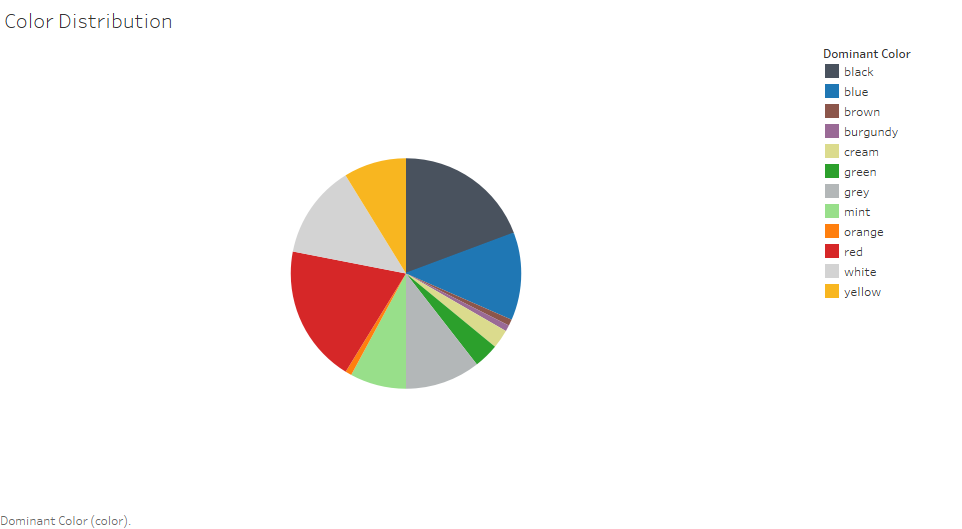 Color Distribution
Dominant Color
black
blue
brown
burgundy
cream
green
grey
mint
orange
red
white
yellow
Dominant Color (color).